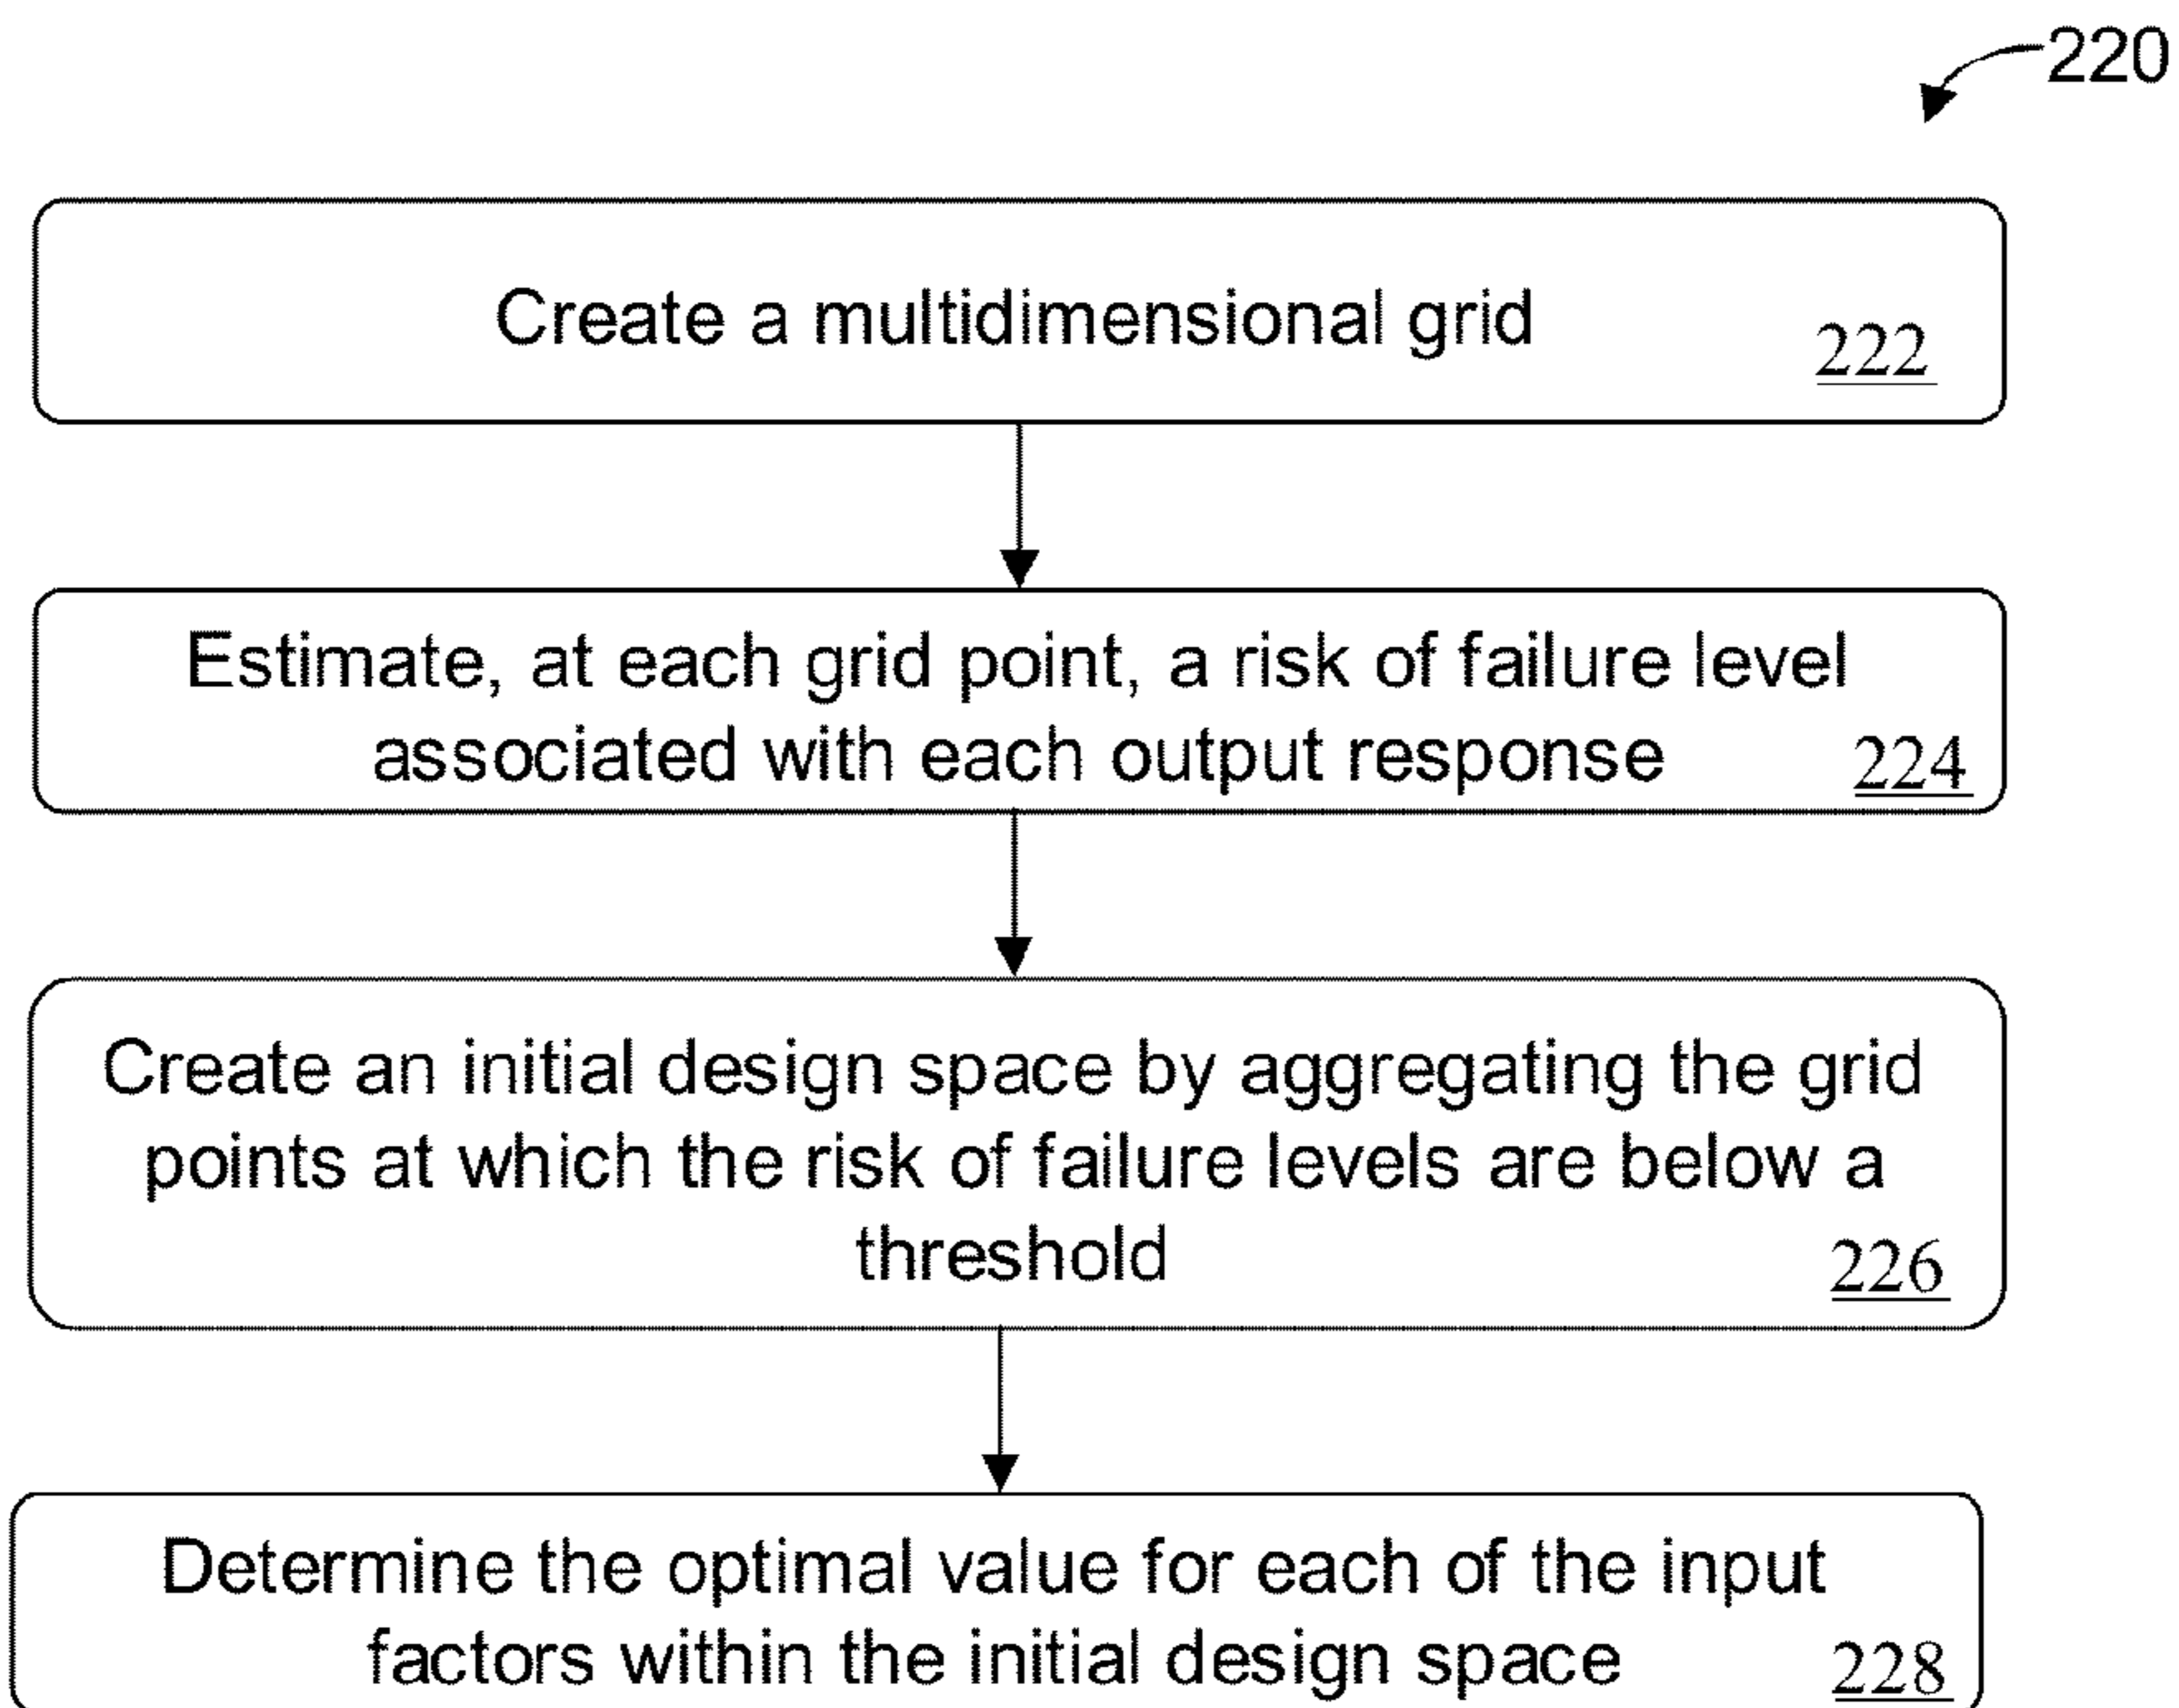 220
Create a multidimensional grid
222
Estimate, at each grid point, a risk of failure level
associated with each output response
224
Create an initial design space by aggregating the grid
points at which the risk of failure levels are below a
threshold
226
Determine the optimal value for each of the input
factors within the initial design space
228